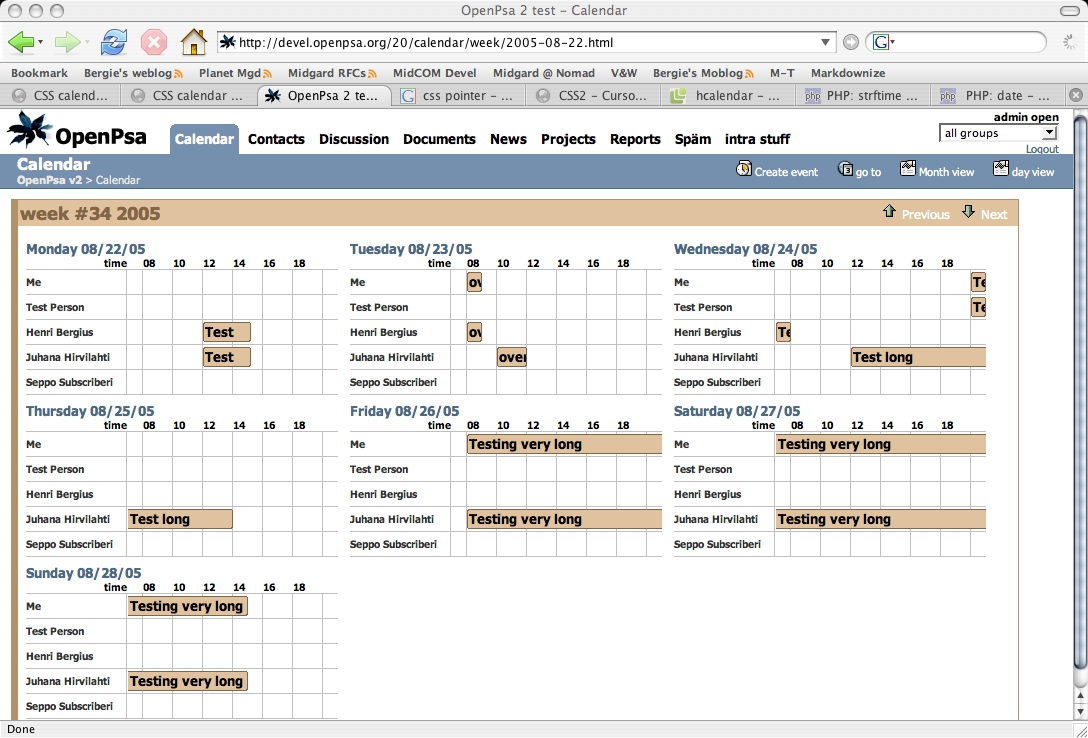 OpenPsa 2 test – Calendar
http://devel.openpsa.org/20/calendar/week/2005-08-22.html
G
Bookmark Bergie's weblog Planet Mgd Midgard RFCs MidCOM Devel Midgard @ Nomad V&W Bergie's Moblog M-T Markdownize
CSS calend... CSS calendar ... OpenPsa 2 te... G css pointer – ... CSS2 – Curso... hcalendar – ... php PHP: strftime ... php PHP: date – ...
admin open
OpenPsa Calendar Contacts Discussion Documents News Projects Reports Späm intra stuff all groups
Logout
Calendar
OpenPsa v2 > Calendar
Create event go to Month view day view
week #34 2005 Previous Next
Monday 08/22/05
time 08 10 12 14 16 18
Me
Test Person
Henri Bergius Test
Juhana Hirvilahti Test
Seppo Subscriberi
Tuesday 08/23/05
time 08 10 12 14 16 18
Me ov
Test Person
Henri Bergius ov
Juhana Hirvilahti over
Seppo Subscriberi
Wednesday 08/24/05
time 08 10 12 14 16 18
Me Te
Test Person Te
Henri Bergius Te
Juhana Hirvilahti Test long
Seppo Subscriberi
Thursday 08/25/05
time 08 10 12 14 16 18
Me
Test Person
Henri Bergius
Juhana Hirvilahti Test long
Seppo Subscriberi
Friday 08/26/05
time 08 10 12 14 16 18
Me Testing very long
Test Person
Henri Bergius
Juhana Hirvilahti Testing very long
Seppo Subscriberi
Saturday 08/27/05
time 08 10 12 14 16 18
Me Testing very long
Test Person
Henri Bergius
Juhana Hirvilahti Testing very long
Seppo Subscriberi
Sunday 08/28/05
time 08 10 12 14 16 18
Me Testing very long
Test Person
Henri Bergius
Juhana Hirvilahti Testing very long
Seppo Subscriberi
Done